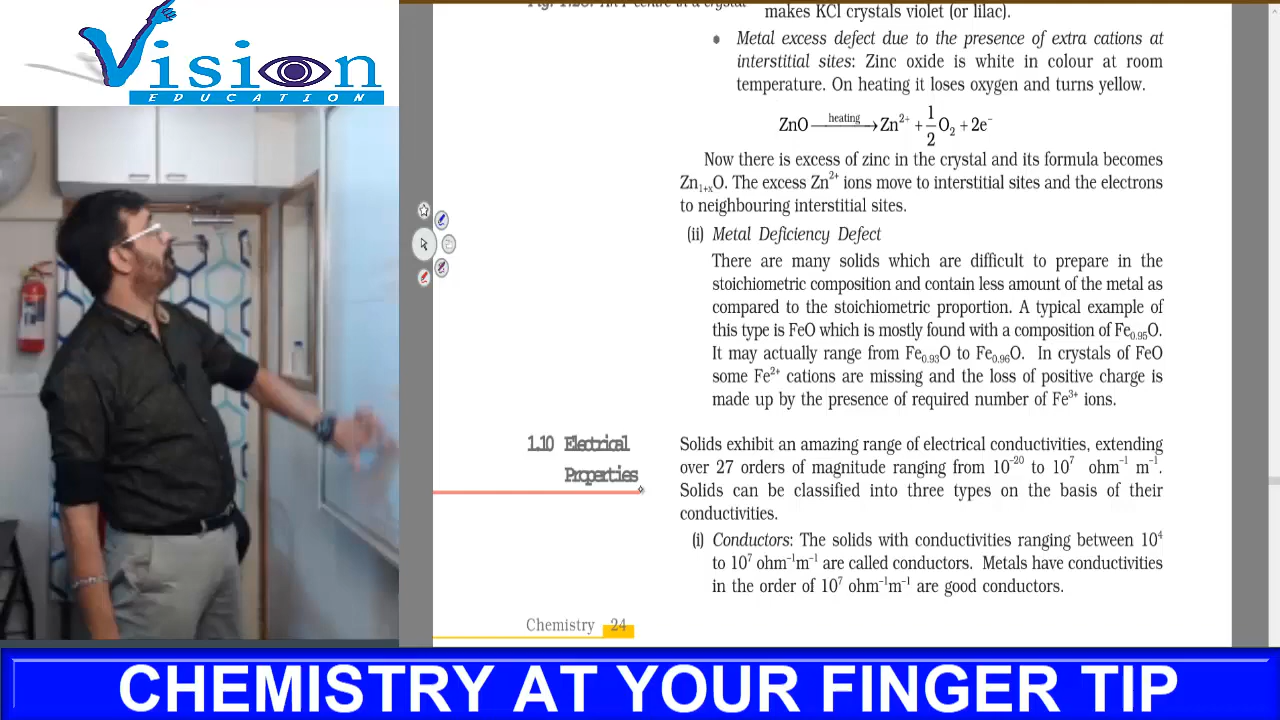 Vision
EDUCATION
makes KCl crystals violet (or lilac).
• Metal excess defect due to the presence of extra cations at
interstitial sites: Zinc oxide is white in colour at room
temperature. On heating it loses oxygen and turns yellow.
ZnO —heating→ Zn²⁺ + 1/2 O₂ + 2e⁻
Now there is excess of zinc in the crystal and its formula becomes
Zn₁₊ₓO. The excess Zn²⁺ ions move to interstitial sites and the electrons
to neighbouring interstitial sites.
(ii) Metal Deficiency Defect
There are many solids which are difficult to prepare in the
stoichiometric composition and contain less amount of the metal as
compared to the stoichiometric proportion. A typical example of
this type is FeO which is mostly found with a composition of Fe₀.₉₅O.
It may actually range from Fe₀.₉₃O to Fe₀.₉₆O. In crystals of FeO
some Fe²⁺ cations are missing and the loss of positive charge is
made up by the presence of required number of Fe³⁺ ions.
1.10 Electrical
Properties
Solids exhibit an amazing range of electrical conductivities, extending
over 27 orders of magnitude ranging from 10⁻²⁰ to 10⁷ ohm⁻¹ m⁻¹.
Solids can be classified into three types on the basis of their
conductivities.
(i) Conductors: The solids with conductivities ranging between 10⁴
to 10⁷ ohm⁻¹m⁻¹ are called conductors. Metals have conductivities
in the order of 10⁷ ohm⁻¹m⁻¹ are good conductors.
Chemistry 24
CHEMISTRY AT YOUR FINGER TIP